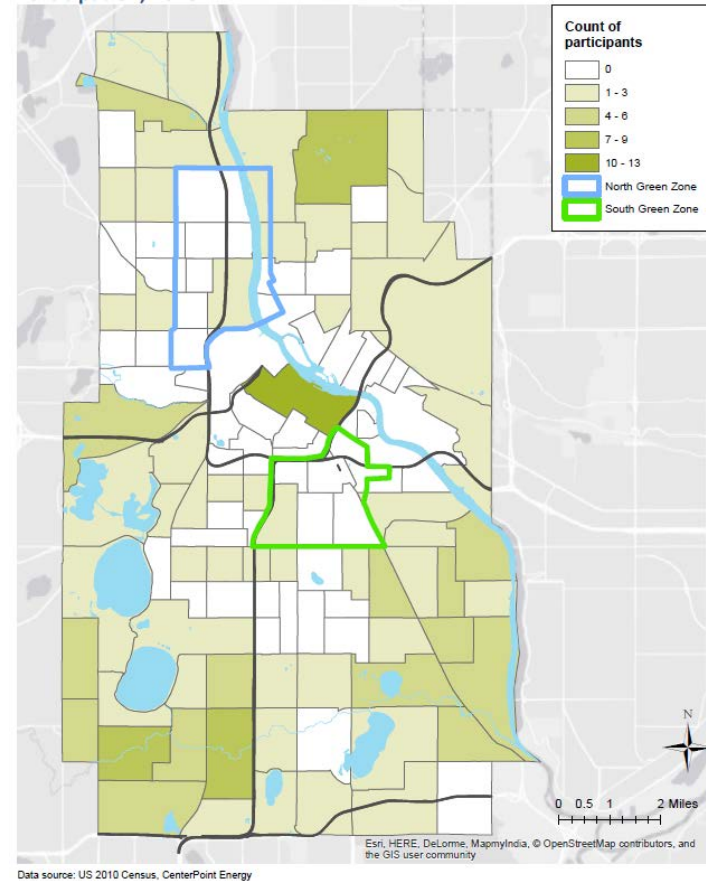 Count of
participants
0
1 - 3
4 - 6
7 - 9
10 - 13
North Green Zone
South Green Zone
N
0 0.5 1 2 Miles
Esri, HERE, DeLorme, MapmyIndia, © OpenStreetMap contributors, and
the GIS user community
Data source: US 2010 Census, CenterPoint Energy